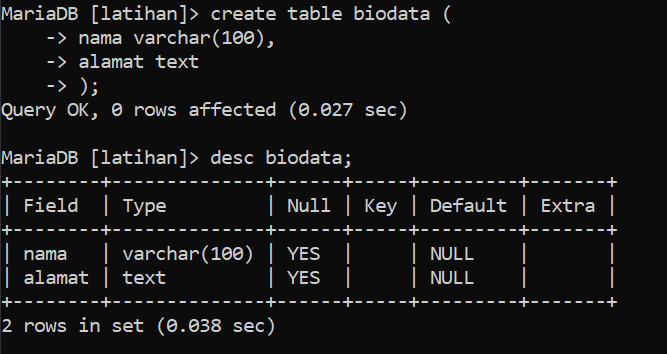 MariaDB [latihan]> create table biodata (
    -> nama varchar(100),
    -> alamat text
    -> );
Query OK, 0 rows affected (0.027 sec)

MariaDB [latihan]> desc biodata;
+--------+--------------+------+-----+---------+-------+
| Field  | Type         | Null | Key | Default | Extra |
+--------+--------------+------+-----+---------+-------+
| nama   | varchar(100) | YES  |     | NULL    |       |
| alamat | text         | YES  |     | NULL    |       |
+--------+--------------+------+-----+---------+-------+
2 rows in set (0.038 sec)